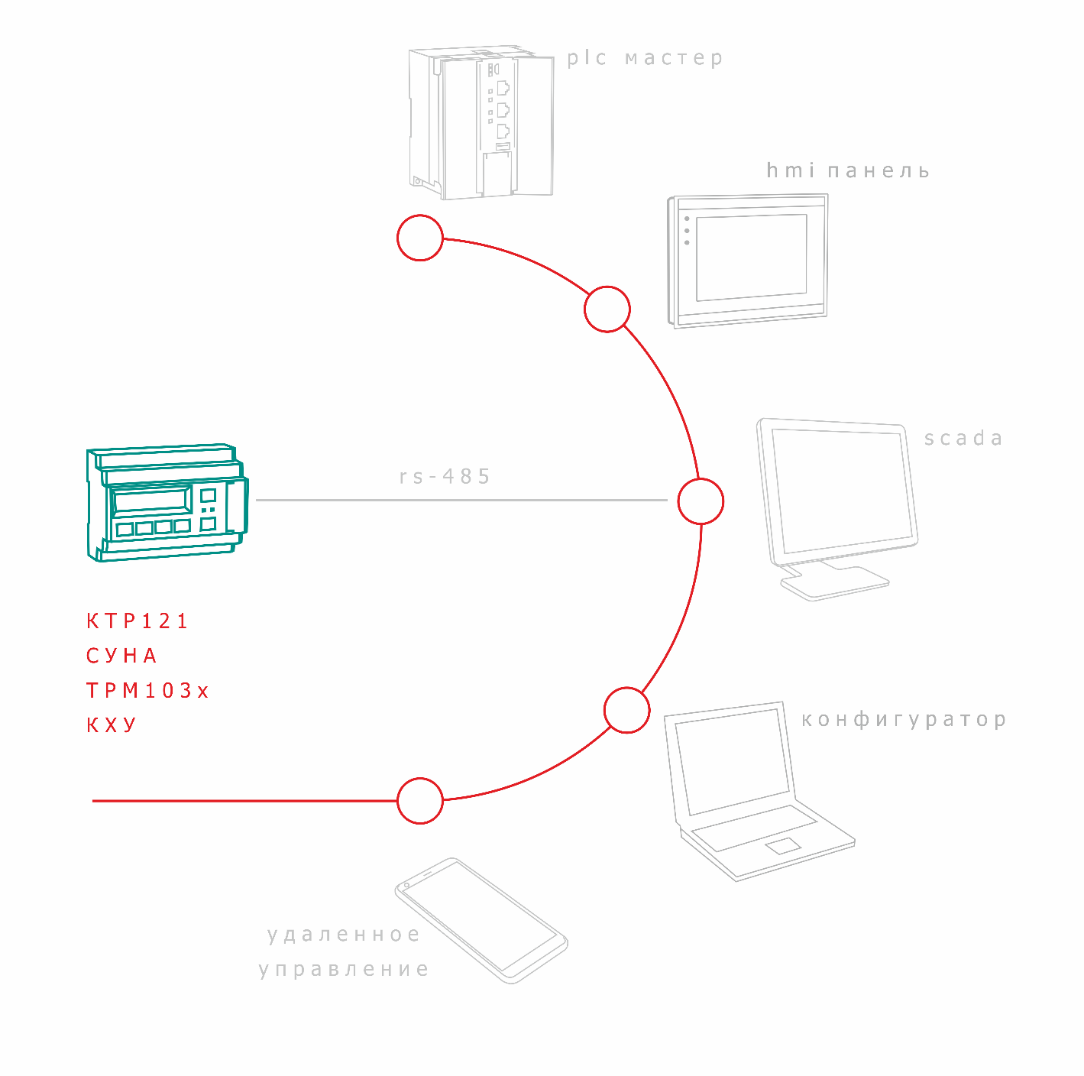 plc мастер
hmi панель
scada
rs-485
КТР121
СУНА
ТРМ103х
КХУ
конфигуратор
удаленное
управление